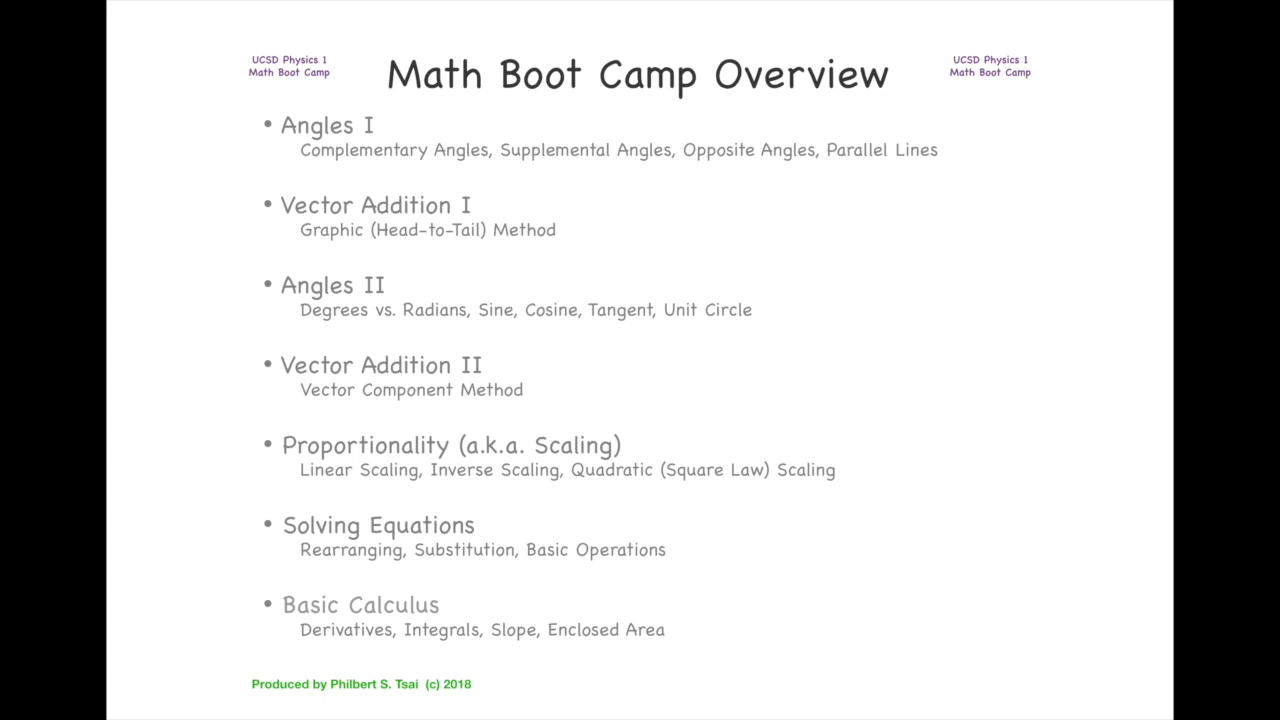 UCSD Physics 1
Math Boot Camp
Math Boot Camp Overview
UCSD Physics 1
Math Boot Camp
• Angles I
Complementary Angles, Supplemental Angles, Opposite Angles, Parallel Lines
• Vector Addition I
Graphic (Head-to-Tail) Method
• Angles II
Degrees vs. Radians, Sine, Cosine, Tangent, Unit Circle
• Vector Addition II
Vector Component Method
• Proportionality (a.k.a. Scaling)
Linear Scaling, Inverse Scaling, Quadratic (Square Law) Scaling
• Solving Equations
Rearranging, Substitution, Basic Operations
• Basic Calculus
Derivatives, Integrals, Slope, Enclosed Area
Produced by Philbert S. Tsai (c) 2018